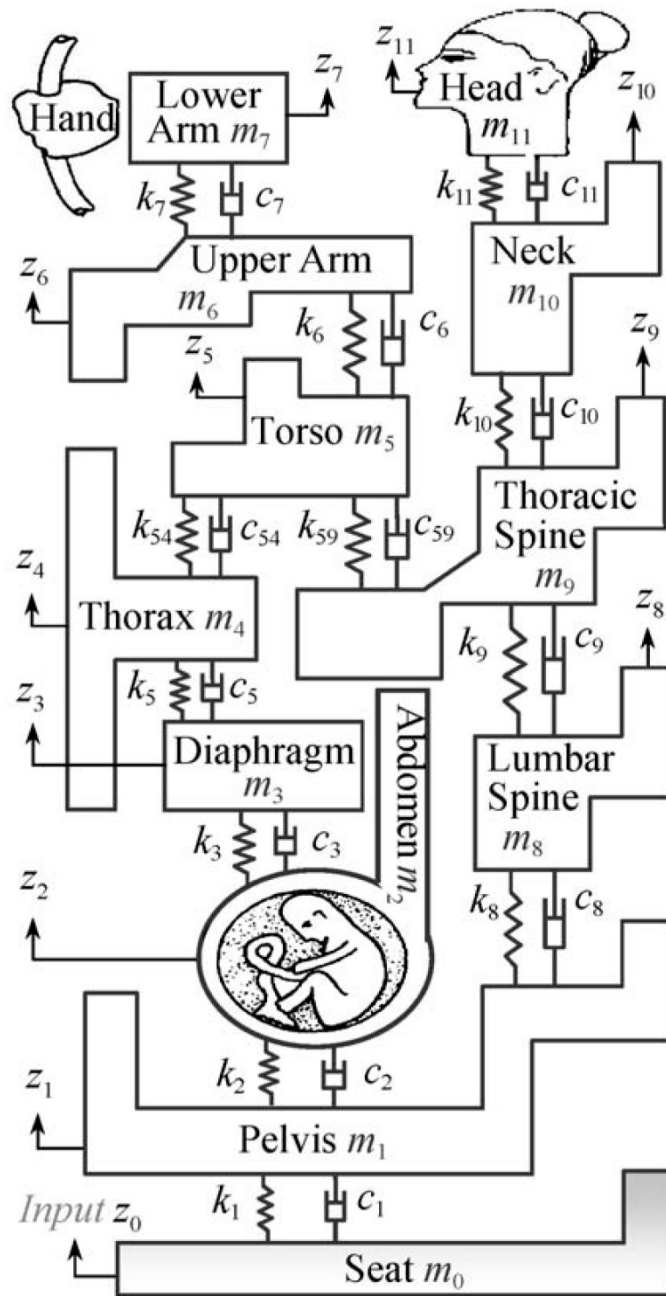 z₁₁
z₇
z₁₀
Hand
Lower
Arm m₇
Head
m₁₁
k₇
c₇
k₁₁
c₁₁
z₆
Upper Arm
m₆
Neck
m₁₀
z₅
k₆
c₆
z₉
Torso m₅
k₁₀
c₁₀
k₅₄
c₅₄
k₅₉
c₅₉
Thoracic
Spine
m₉
z₄
Thorax m₄
z₈
k₉
c₉
z₃
k₅
c₅
Diaphragm
m₃
Abdomen m₂
Lumbar
Spine
m₈
k₃
c₃
z₂
k₈
c₈
k₂
c₂
z₁
Pelvis m₁
k₁
c₁
Input z₀
Seat m₀